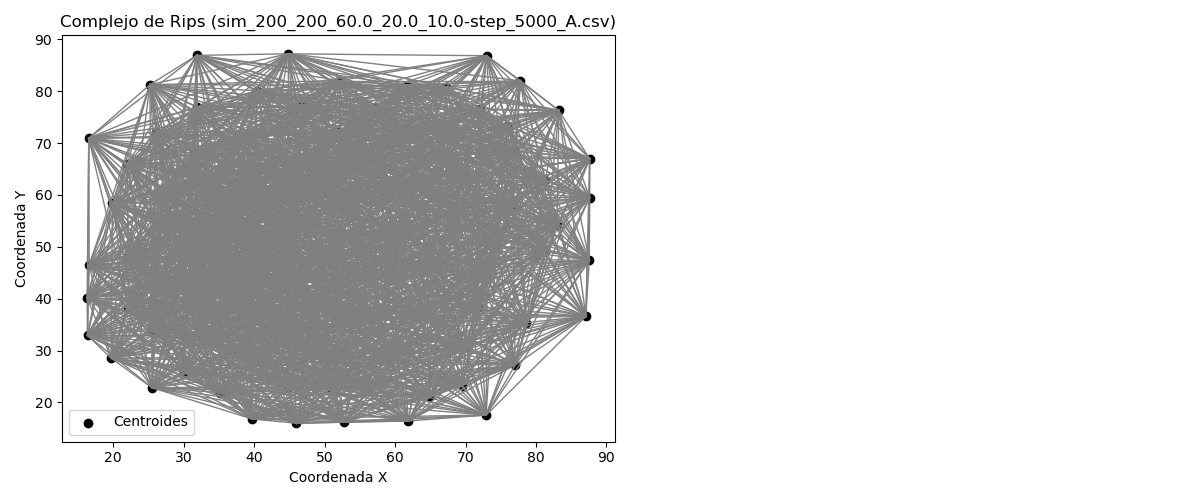 Complejo de Rips (sim_200_200_60.0_20.0_10.0-step_5000_A.csv)
90
80
70
60
50
40
30
20
Coordenada Y
Centroides
20 30 40 50 60 70 80 90
Coordenada X